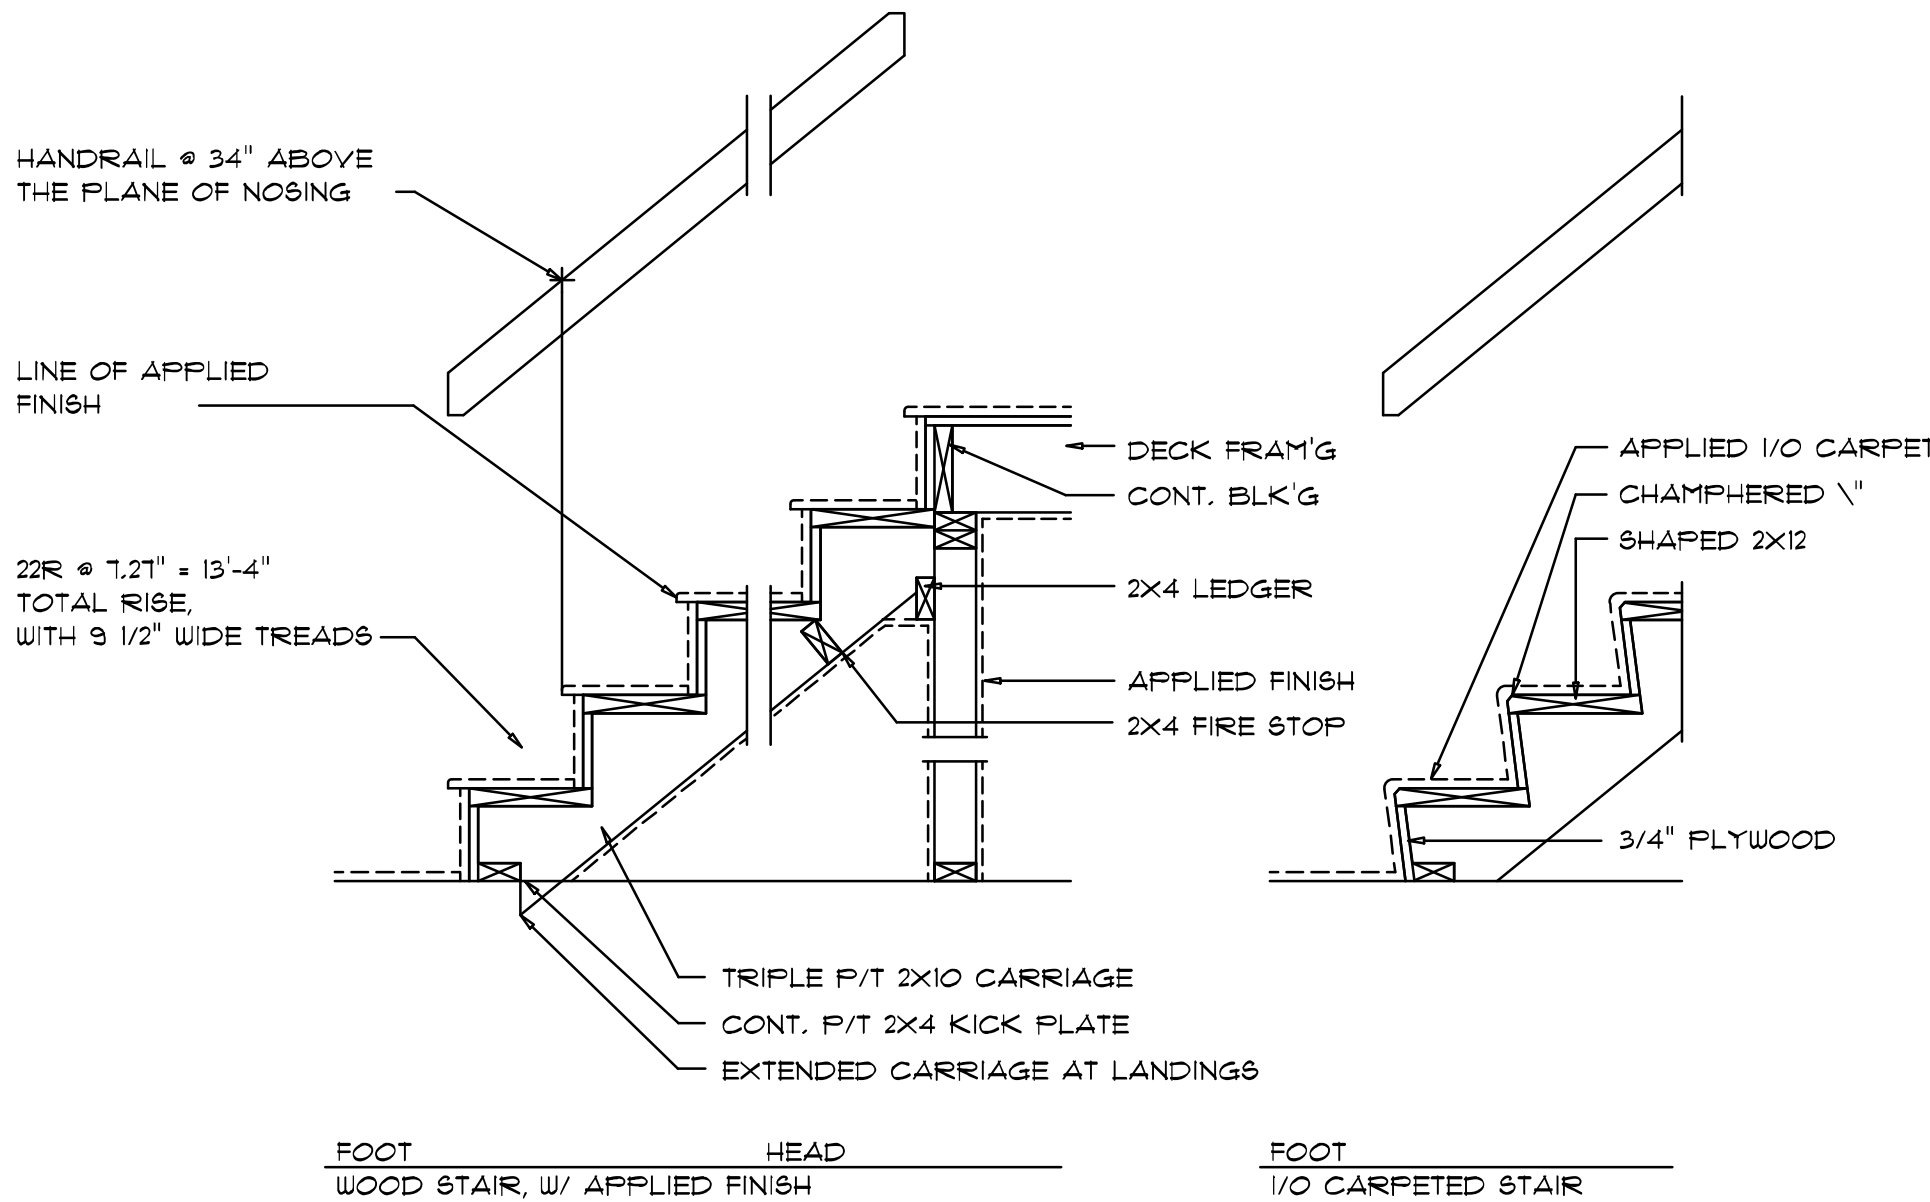 HANDRAIL @ 34" ABOVE
THE PLANE OF NOSING
LINE OF APPLIED
FINISH
22R @ 7.27" = 13'-4"
TOTAL RISE,
WITH 9 1/2" WIDE TREADS
DECK FRAM'G
CONT. BLK'G
2X4 LEDGER
APPLIED FINISH
2X4 FIRE STOP
TRIPLE P/T 2X10 CARRIAGE
CONT. P/T 2X4 KICK PLATE
EXTENDED CARRIAGE AT LANDINGS
FOOT HEAD
WOOD STAIR, W/ APPLIED FINISH
APPLIED I/O CARPET
CHAMPHERED \"
SHAPED 2X12
3/4" PLYWOOD
FOOT
I/O CARPETED STAIR